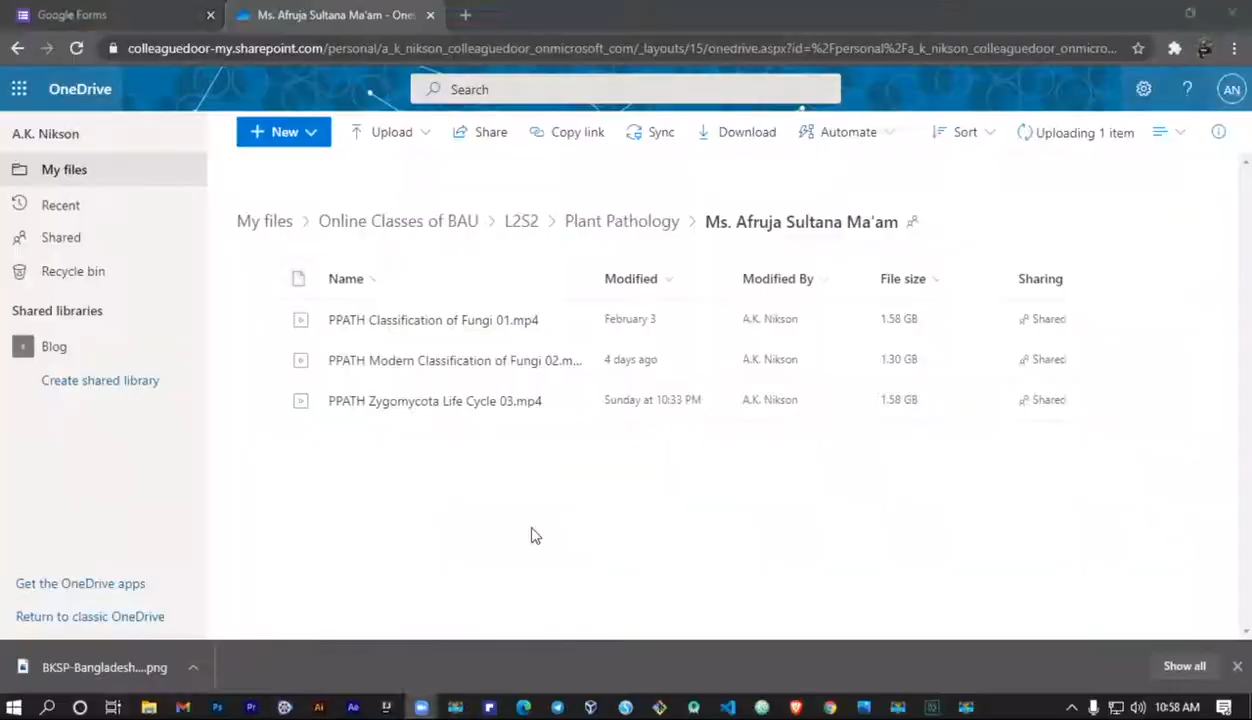 Google Forms
Ms. Afruja Sultana Ma'am - One
colleaguedoor-my.sharepoint.com/personal/a_k_nikson_colleaguedoor_onmicrosoft_com/_layouts/15/onedrive.aspx?id=%2Fpersonal%2Fa_k_nikson_colleaguedoor_onmicro...
OneDrive
Search
AN
A.K. Nikson
New
Upload
Share
Copy link
Sync
Download
Automate
Sort
Uploading 1 item
My files
Recent
Shared
Recycle bin
Shared libraries
Blog
Create shared library
My files > Online Classes of BAU > L2S2 > Plant Pathology > Ms. Afruja Sultana Ma'am
Name Modified Modified By File size Sharing
PPATH Classification of Fungi 01.mp4 February 3 A.K. Nikson 1.58 GB Shared
PPATH Modern Classification of Fungi 02.m... 4 days ago A.K. Nikson 1.30 GB Shared
PPATH Zygomycota Life Cycle 03.mp4 Sunday at 10:33 PM A.K. Nikson 1.58 GB Shared
Get the OneDrive apps
Return to classic OneDrive
BKSP-Bangladesh....png
Show all
Ps
Pr
Ai
Ae
10:58 AM